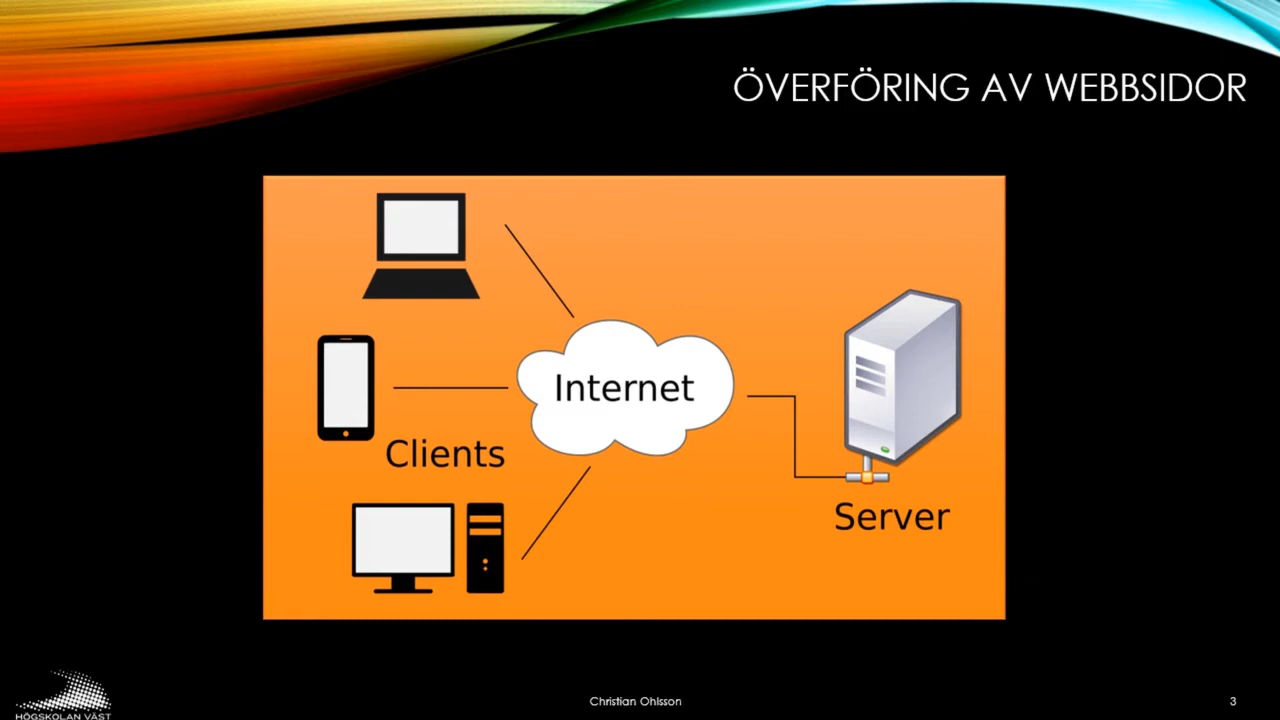 ÖVERFÖRING AV WEBBSIDOR
Internet
Clients
Server
HÖGSKOLAN VÄST
Christian Ohlsson
3